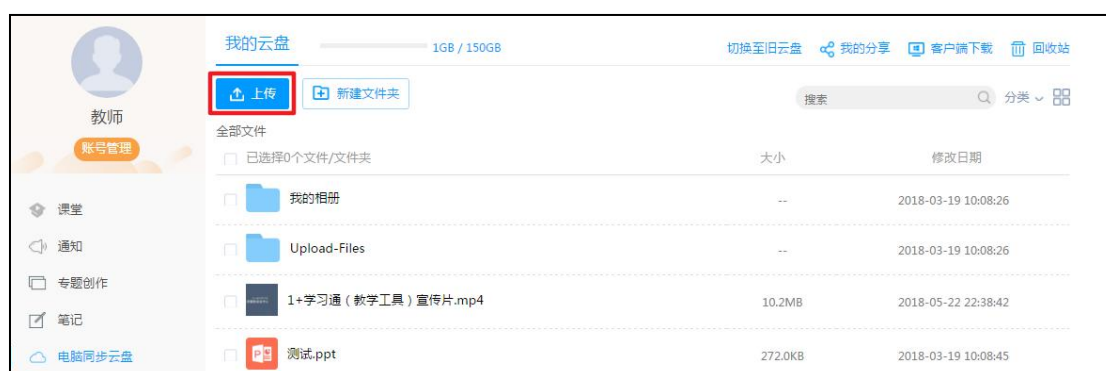 我的云盘 1GB / 150GB 切换至旧云盘 我的分享 客户端下载 回收站
上传 新建文件夹 搜索 分类
教师
账号管理
全部文件
已选择0个文件/文件夹 大小 修改日期
我的相册 -- 2018-03-19 10:08:26
课堂
Upload-Files -- 2018-03-19 10:08:26
通知
专题创作
1+学习通（教学工具）宣传片.mp4 10.2MB 2018-05-22 22:38:42
笔记
测试.ppt 272.0KB 2018-03-19 10:08:45
电脑同步云盘